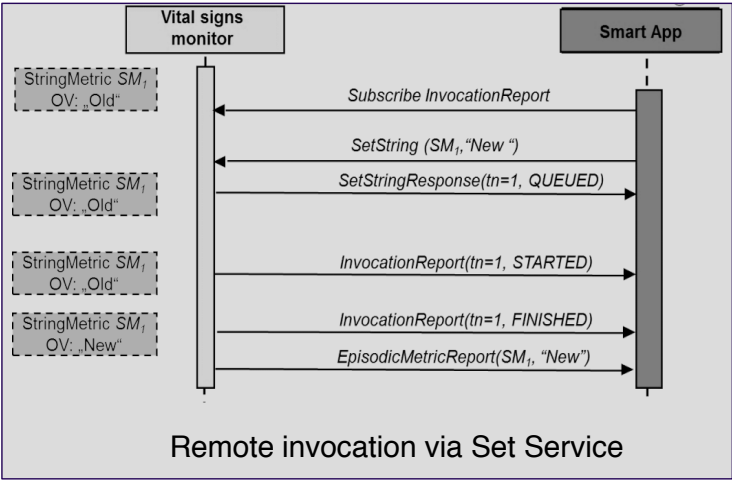 Vital signs
monitor
Smart App
StringMetric SM₁
OV: „Old“
Subscribe InvocationReport
SetString (SM₁,“New “)
SetStringResponse(tn=1, QUEUED)
StringMetric SM₁
OV: „Old“
StringMetric SM₁
OV: „Old“
InvocationReport(tn=1, STARTED)
StringMetric SM₁
OV: „New“
InvocationReport(tn=1, FINISHED)
EpisodicMetricReport(SM₁, “New”)
Remote invocation via Set Service